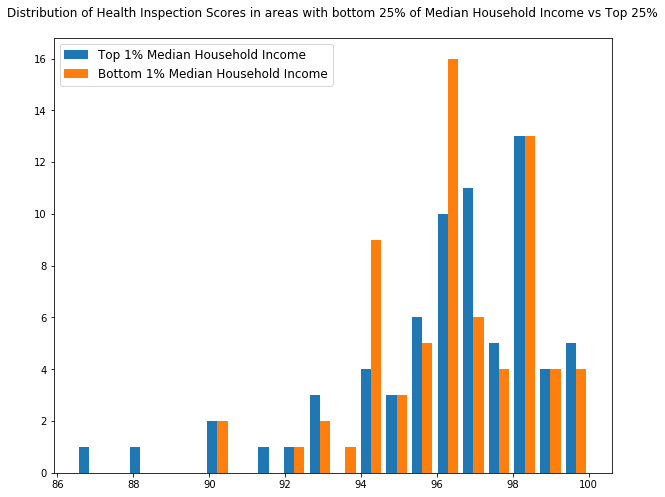 Distribution of Health Inspection Scores in areas with bottom 25% of Median Household Income vs Top 25%
Top 1% Median Household Income
Bottom 1% Median Household Income
16
14
12
10
8
6
4
2
0
86 88 90 92 94 96 98 100